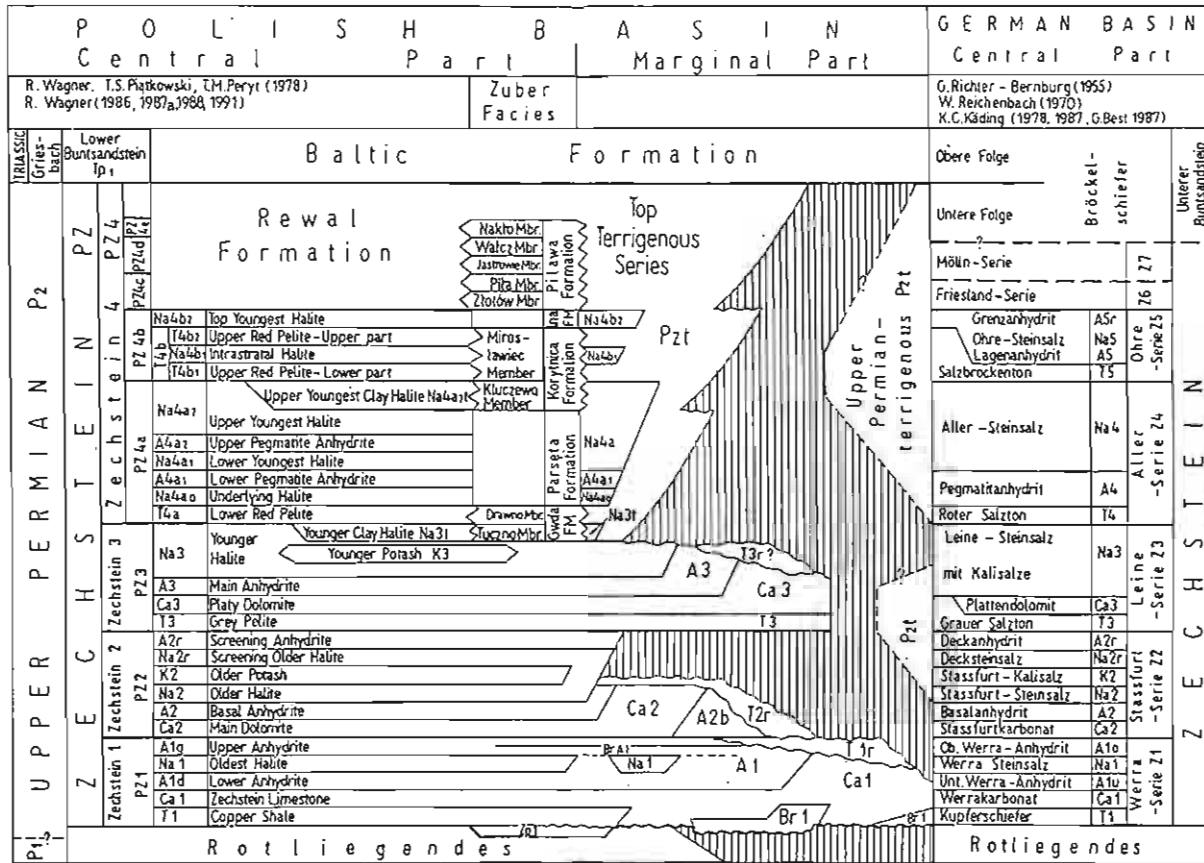 POLISH BASIN
Central Part
Marginal Part
GERMAN BASIN
Central Part
R. Wagner, T.S. Piątkowski, T.M. Peryt (1978)
R. Wagner (1986, 1987a, 1988, 1991)
Zuber
Facies
G. Richter - Bernburg (1955)
W. Reichenbach (1970)
K.C. Käding (1978, 1987, G. Best 1987)
TRIASSIC
Gries-
bach
Lower
Buntsandstein
Tp1
Baltic Formation
Obere Folge
Bröckel-
schiefer
Unterer
Buntsandstein
UPPER PERMIAN P2
P1?
ZECHSTEIN PZ
Zechstein 4
PZ4
PZ4e
PZ4d
PZ4c
PZ4b
PZ4a
Rewal
Formation
Nakło Mbr.
Wałcz Mbr.
Jastrowie Mbr.
Piła Mbr.
Złotów Mbr
Piława
Formation
Top
Terrigenous
Series
Pzt
Untere Folge
?
Mölln-Serie
Z7
Friesland-Serie
Z6
Na4b2 Top Youngest Halite
na FM
Na4b2
T4b
T4b2 Upper Red Pelite-Upper part
Na4b1 Intrastratal Halite
T4b1 Upper Red Pelite-Lower part
Miros-
ławiec
Member
Korytnica
Formation
Na4b1
Upper Youngest Clay Halite Na4a2t
Kluczewo
Member
Na4a2
Upper Youngest Halite
A4a2 Upper Pegmatite Anhydrite
Na4a1 Lower Youngest Halite
A4a1 Lower Pegmatite Anhydrite
Na4a0 Underlying Halite
T4a Lower Red Pelite
Parsęta
Formation
Na4a
A4a1
Na4a0
Drawno Mbr.
Tuczno Mbr.
Gwda
FM
Na3t
Upper
Permian-
terrigenous Pzt
Grenzanhydrit A5r
Ohre-Steinsalz Na5
Lagenanhydrit A5
Salzbrockenton T5
Ohre
-Serie Z5
Aller-Steinsalz Na4
Pegmatitanhydrit A4
Roter Salzton T4
Aller
-Serie Z4
Zechstein 3
PZ3
Younger Clay Halite Na3t
Na3
Younger
Halite
Younger Potash K3
A3 Main Anhydrite
Ca3 Platy Dolomite
T3 Grey Pelite
A3
T3r?
Ca3
T3
?
Pzt
Leine - Steinsalz
mit Kalisalze
Na3
Plattendolomit Ca3
Grauer Salzton T3
Leine
-Serie Z3
Zechstein 2
PZ2
A2r Screening Anhydrite
Na2r Screening Older Halite
K2 Older Potash
Na2 Older Halite
A2 Basal Anhydrite
Ca2 Main Dolomite
Ca2
A2b
T2r
Deckanhydrit A2r
Decksteinsalz Na2r
Stassfurt-Kalisalz K2
Stassfurt-Steinsalz Na2
Basalanhydrit A2
Stassfurtkarbonat Ca2
Stassfurt
-Serie Z2
Zechstein 1
PZ1
A1g Upper Anhydrite
Na1 Oldest Halite
A1d Lower Anhydrite
Ca1 Zechstein Limestone
T1 Copper Shale
Na1
A1
T1r
Ca1
Br1
Ob. Werra-Anhydrit A1o
Werra Steinsalz Na1
Unt. Werra-Anhydrit A1u
Werrakarbonat Ca1
Kupferschiefer T1
Werra
-Serie Z1
ZECHSTEIN
Rotliegendes
Rotliegendes